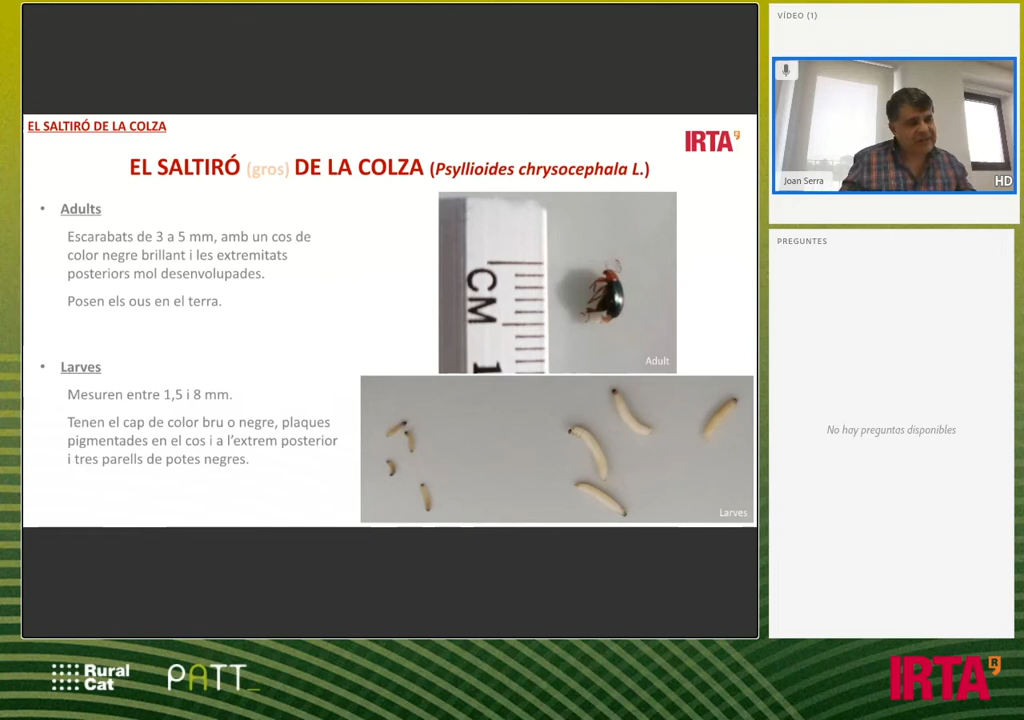 EL SALTIRÓ DE LA COLZA
IRTA
EL SALTIRÓ (gros) DE LA COLZA (Psyllioides chrysocephala L.)
• Adults
Escarabats de 3 a 5 mm, amb un cos de
color negre brillant i les extremitats
posteriors mol desenvolupades.
Posen els ous en el terra.
CM 1
Adult
• Larves
Mesuren entre 1,5 i 8 mm.
Tenen el cap de color bru o negre, plaques
pigmentades en el cos i a l'extrem posterior
i tres parells de potes negres.
Larves
VÍDEO (1)
Joan Serra
HD
PREGUNTES
No hay preguntas disponibles
Rural
Cat
PATT_
IRTA R